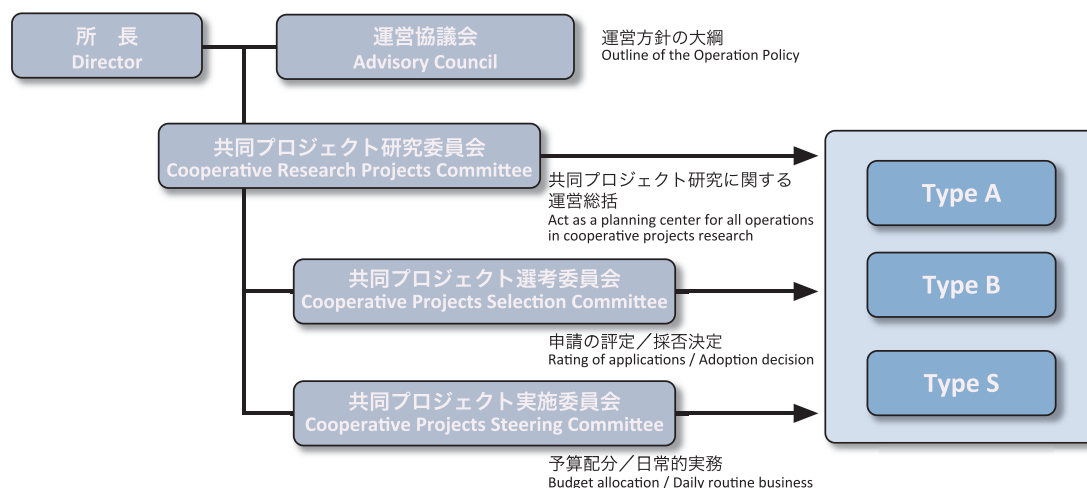 所 長
Director
運営協議会
Advisory Council
運営方針の大綱
Outline of the Operation Policy
共同プロジェクト研究委員会
Cooperative Research Projects Committee
共同プロジェクト研究に関する
運営総括
Act as a planning center for all operations
in cooperative projects research
共同プロジェクト選考委員会
Cooperative Projects Selection Committee
申請の評定／採否決定
Rating of applications / Adoption decision
共同プロジェクト実施委員会
Cooperative Projects Steering Committee
予算配分／日常的実務
Budget allocation / Daily routine business
Type A
Type B
Type S